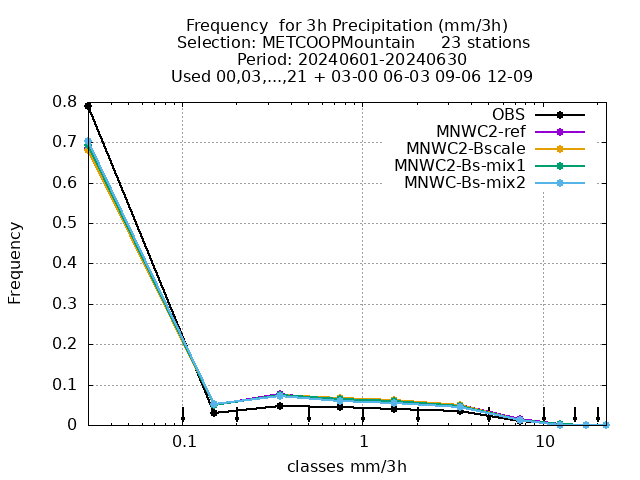 Frequency  for 3h Precipitation (mm/3h)
Selection: METCOOPMountain     23 stations
Period: 20240601-20240630
Used 00,03,...,21 + 03-00 06-03 09-06 12-09
OBS
MNWC2-ref
MNWC2-Bscale
MNWC2-Bs-mix1
MNWC-Bs-mix2
Frequency
0.8
0.7
0.6
0.5
0.4
0.3
0.2
0.1
0
0.1 1 10
classes mm/3h